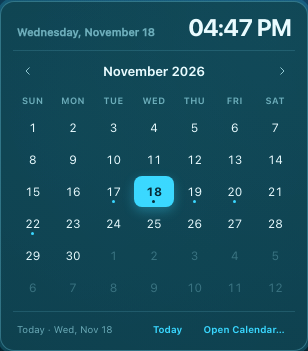 Wednesday, November 18 04:47 PM
November 2026
SUN MON TUE WED THU FRI SAT
1 2 3 4 5 6 7
8 9 10 11 12 13 14
15 16 17 18 19 20 21
22 23 24 25 26 27 28
29 30 1 2 3 4 5
6 7 8 9 10 11 12
Today · Wed, Nov 18 Today Open Calendar...